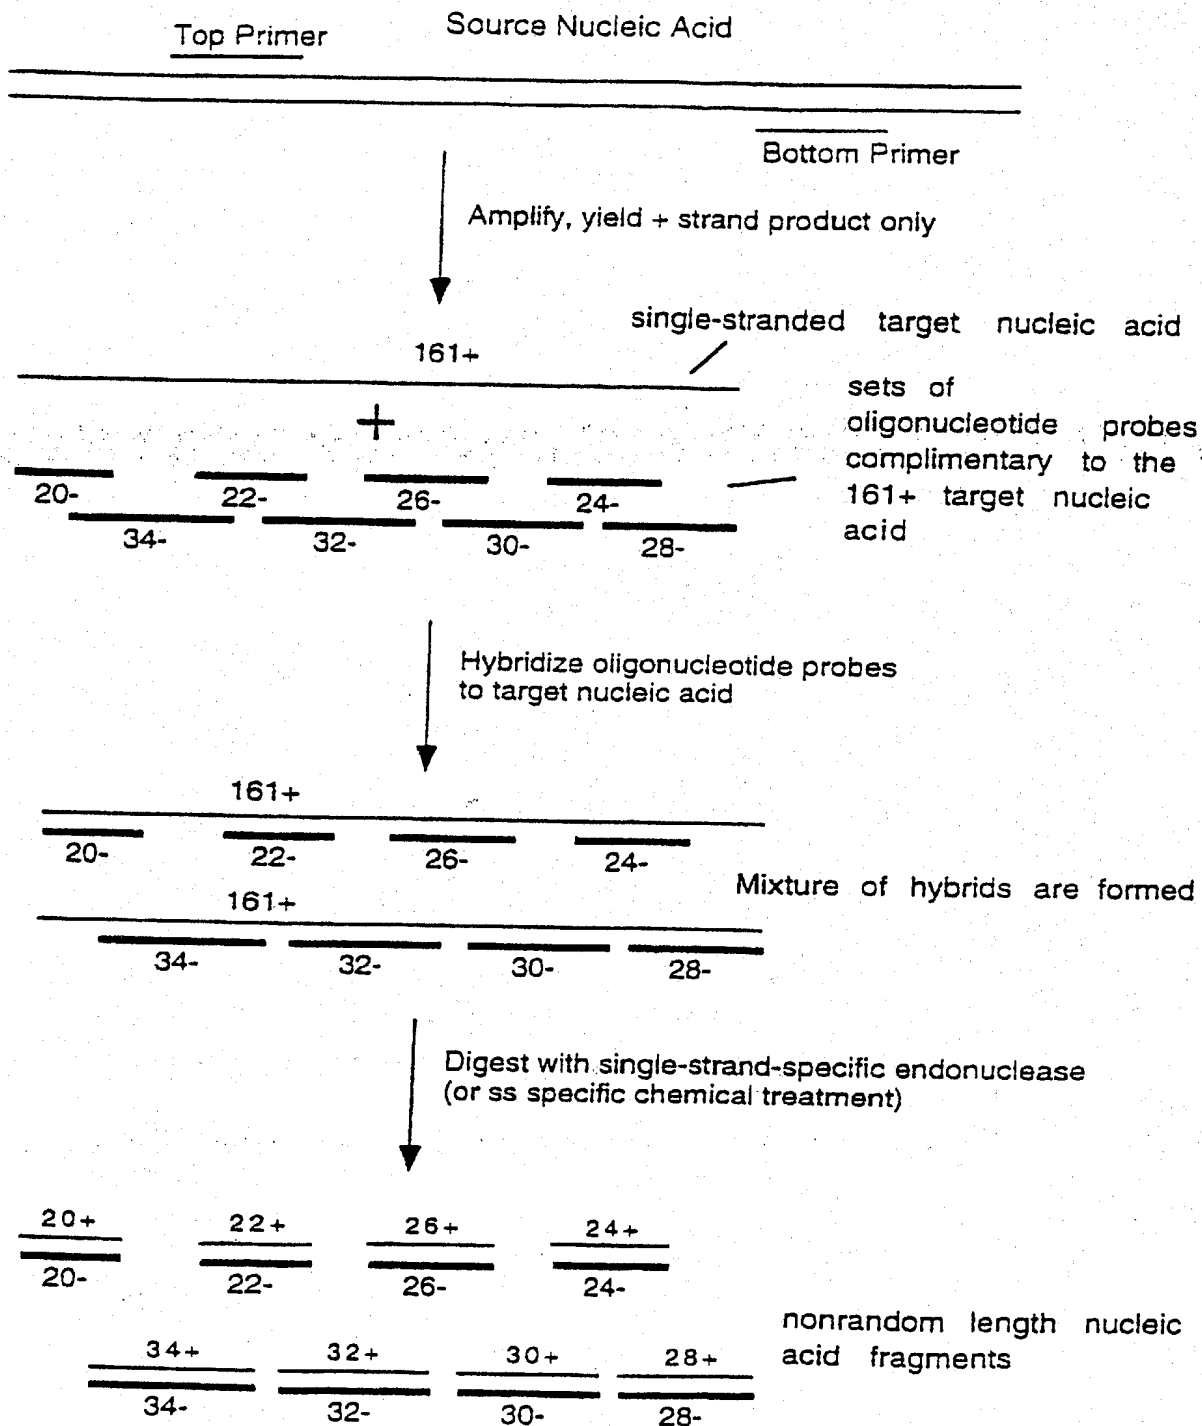 Source Nucleic Acid
Top Primer
Bottom Primer
Amplify, yield + strand product only
single-stranded target nucleic acid
161+
+
sets of
oligonucleotide probes
complimentary to the
161+ target nucleic
acid
20- 22- 26- 24-
34- 32- 30- 28-
Hybridize oligonucleotide probes
to target nucleic acid
161+
20- 22- 26- 24-
Mixture of hybrids are formed
161+
34- 32- 30- 28-
Digest with single-strand-specific endonuclease
(or ss specific chemical treatment)
20+ 22+ 26+ 24+
20- 22- 26- 24-
nonrandom length nucleic
acid fragments
34+ 32+ 30+ 28+
34- 32- 30- 28-